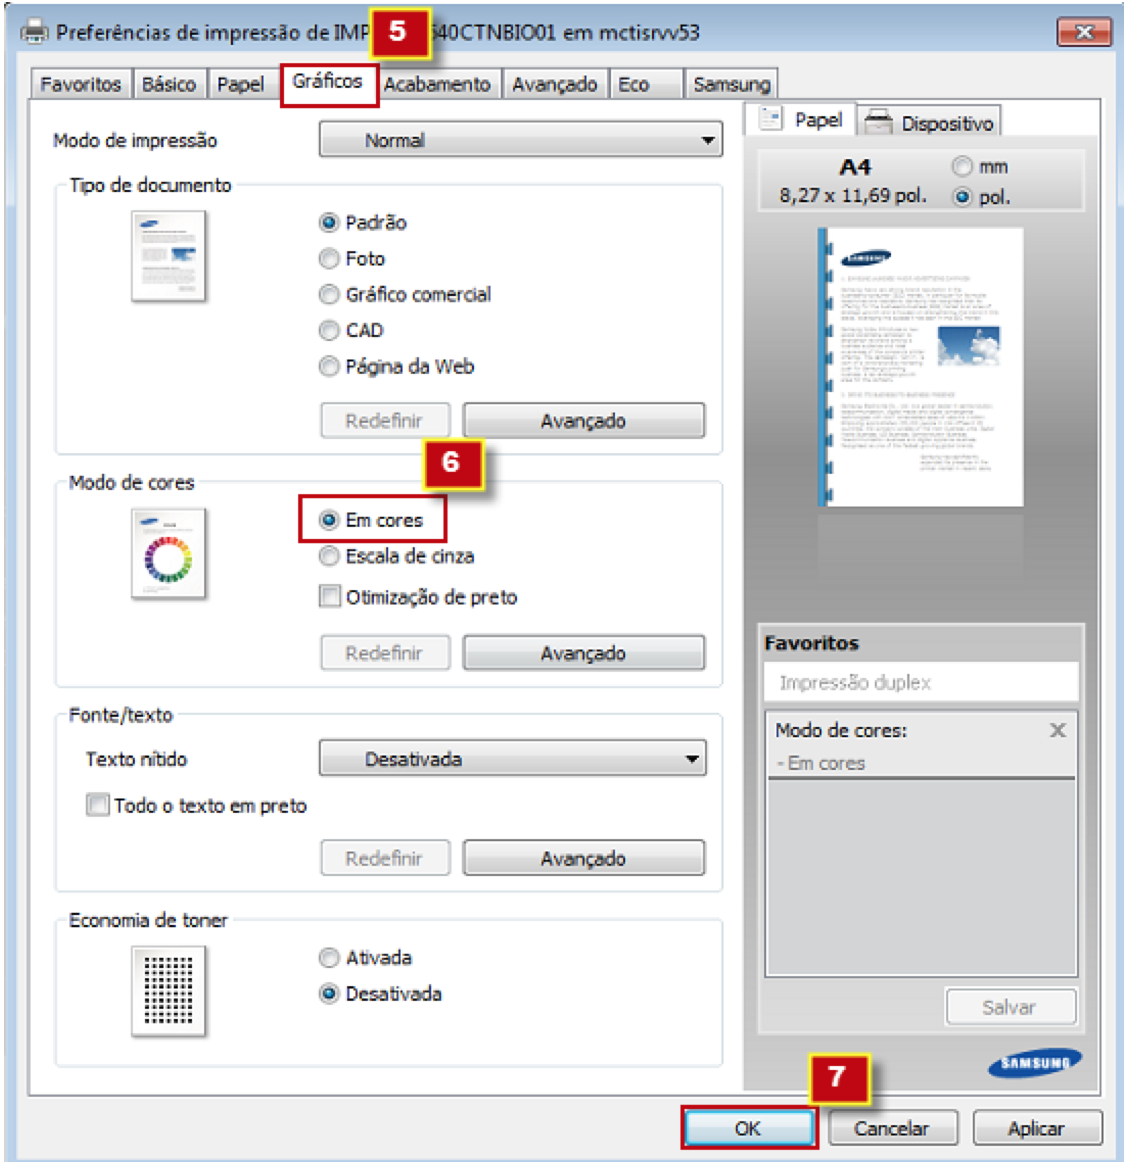 Preferências de impressão de IMP 5 540CTNBIO01 em mctisrvv53
Favoritos Básico Papel Gráficos Acabamento Avançado Eco Samsung
Papel Dispositivo
Modo de impressão Normal
A4 mm
8,27 x 11,69 pol. pol.
Tipo de documento
Padrão
Foto
Gráfico comercial
CAD
Página da Web
Redefinir Avançado
SAMSUNG
6
Modo de cores
Em cores
Escala de cinza
Otimização de preto
Redefinir Avançado
Fonte/texto
Texto nítido Desativada
Todo o texto em preto
Redefinir Avançado
Economia de toner
Ativada
Desativada
Favoritos
Impressão duplex
Modo de cores: X
- Em cores
Salvar
SAMSUNG
7
OK Cancelar Aplicar